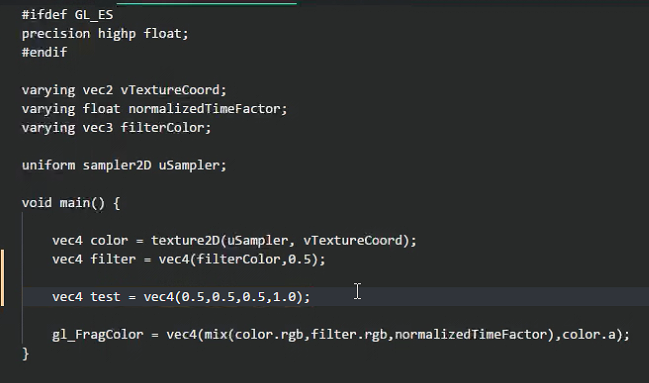 #ifdef GL_ES
precision highp float;
#endif
varying vec2 vTextureCoord;
varying float normalizedTimeFactor;
varying vec3 filterColor;
uniform sampler2D uSampler;
void main() {
vec4 color = texture2D(uSampler, vTextureCoord);
vec4 filter = vec4(filterColor,0.5);
vec4 test = vec4(0.5,0.5,0.5,1.0);
gl_FragColor = vec4(mix(color.rgb,filter.rgb,normalizedTimeFactor),color.a);
}